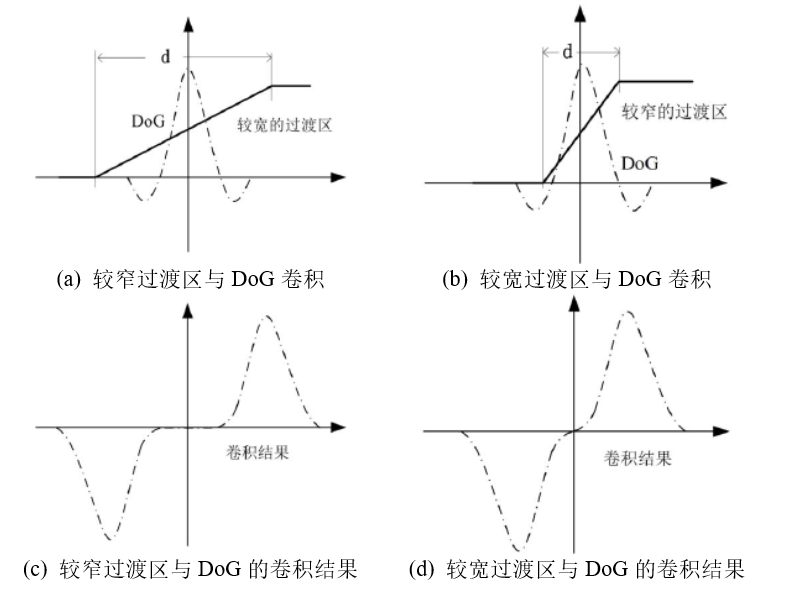 d
DoG
较宽的过渡区
d
较窄的过渡区
DoG
(a) 较窄过渡区与 DoG 卷积
(b) 较宽过渡区与 DoG 卷积
卷积结果
卷积结果
(c) 较窄过渡区与 DoG 的卷积结果
(d) 较宽过渡区与 DoG 的卷积结果